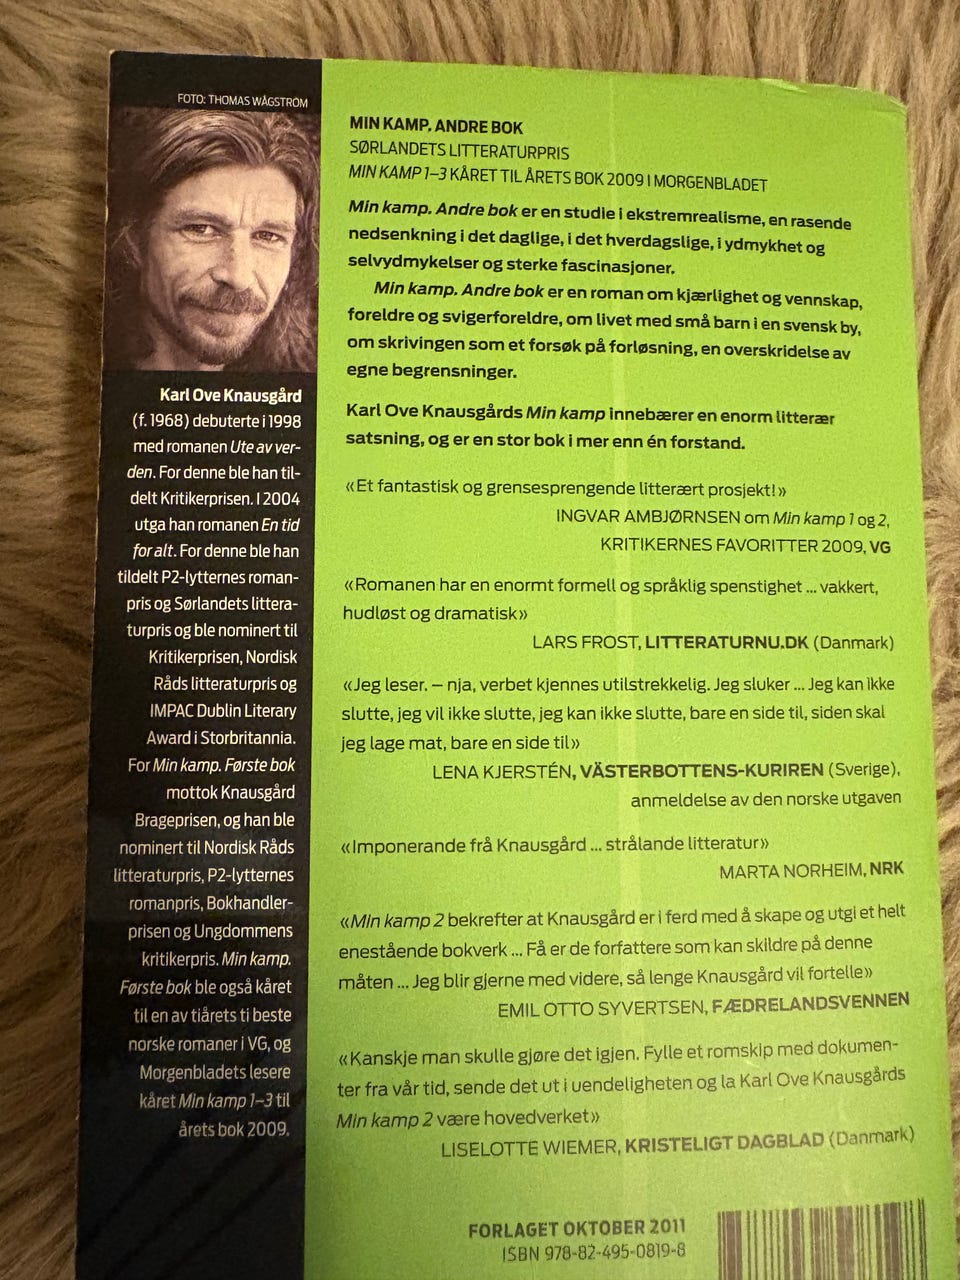 FOTO: THOMAS WÅGSTRÖM
Karl Ove Knausgård
(f. 1968) debuterte i 1998
med romanen Ute av ver-
den. For denne ble han til-
delt Kritikerprisen. I 2004
utga han romanen En tid
for alt. For denne ble han
tildelt P2-lytternes roman-
pris og Sørlandets littera-
turpris og ble nominert til
Kritikerprisen, Nordisk
Råds litteraturpris og
IMPAC Dublin Literary
Award i Storbritannia.
For Min kamp. Første bok
mottok Knausgård
Brageprisen, og han ble
nominert til Nordisk Råds
litteraturpris, P2-lytternes
romanpris, Bokhandler-
prisen og Ungdommens
kritikerpris. Min kamp.
Første bok ble også kåret
til en av tiårets ti beste
norske romaner i VG, og
Morgenbladets lesere
kåret Min kamp 1–3 til
årets bok 2009.
MIN KAMP. ANDRE BOK
SØRLANDETS LITTERATURPRIS
MIN KAMP 1–3 KÅRET TIL ÅRETS BOK 2009 I MORGENBLADET
Min kamp. Andre bok er en studie i ekstremrealisme, en rasende
nedsenkning i det daglige, i det hverdagslige, i ydmykhet og
selvydmykelser og sterke fascinasjoner.
Min kamp. Andre bok er en roman om kjærlighet og vennskap,
foreldre og svigerforeldre, om livet med små barn i en svensk by,
om skrivingen som et forsøk på forløsning, en overskridelse av
egne begrensninger.
Karl Ove Knausgårds Min kamp innebærer en enorm litterær
satsning, og er en stor bok i mer enn én forstand.
«Et fantastisk og grensesprengende litterært prosjekt!»
INGVAR AMBJØRNSEN om Min kamp 1 og 2,
KRITIKERNES FAVORITTER 2009, VG
«Romanen har en enormt formell og språklig spenstighet ... vakkert,
hudløst og dramatisk»
LARS FROST, LITTERATURNU.DK (Danmark)
«Jeg leser. – nja, verbet kjennes utilstrekkelig. Jeg sluker ... Jeg kan ikke
slutte, jeg vil ikke slutte, jeg kan ikke slutte, bare en side til, siden skal
jeg lage mat, bare en side til»
LENA KJERSTÉN, VÄSTERBOTTENS-KURIREN (Sverige),
anmeldelse av den norske utgaven
«Imponerande frå Knausgård ... strålande litteratur»
MARTA NORHEIM, NRK
«Min kamp 2 bekrefter at Knausgård er i ferd med å skape og utgi et helt
enestående bokverk ... Få er de forfattere som kan skildre på denne
måten ... Jeg blir gjerne med videre, så lenge Knausgård vil fortelle»
EMIL OTTO SYVERTSEN, FÆDRELANDSVENNEN
«Kanskje man skulle gjøre det igjen. Fylle et romskip med dokumen-
ter fra vår tid, sende det ut i uendeligheten og la Karl Ove Knausgårds
Min kamp 2 være hovedverket»
LISELOTTE WIEMER, KRISTELIGT DAGBLAD (Danmark)
FORLAGET OKTOBER 2011
ISBN 978-82-495-0819-8